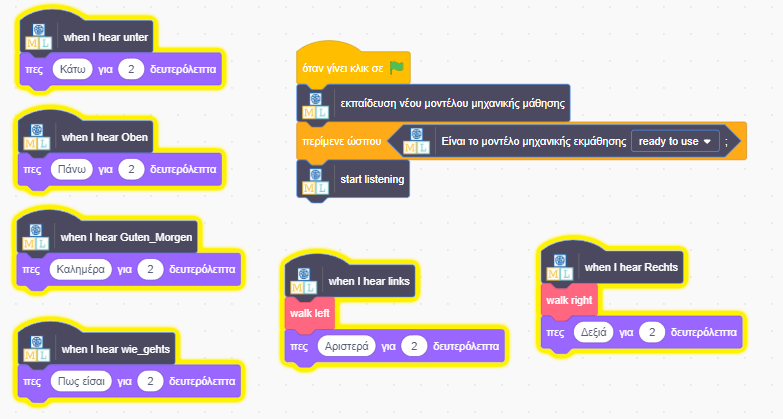 M L when I hear unter
πες Κάτω για 2 δευτερόλεπτα
M L when I hear Oben
πες Πάνω για 2 δευτερόλεπτα
M L when I hear Guten_Morgen
πες Καλημέρα για 2 δευτερόλεπτα
M L when I hear wie_gehts
πες Πως είσαι για 2 δευτερόλεπτα
όταν γίνει κλικ σε
M L εκπαίδευση νέου μοντέλου μηχανικής μάθησης
περίμενε ώσπου M L Είναι το μοντέλο μηχανικής εκμάθησης ready to use ;
M L start listening
M L when I hear links
walk left
πες Αριστερά για 2 δευτερόλεπτα
M L when I hear Rechts
walk right
πες Δεξιά για 2 δευτερόλεπτα